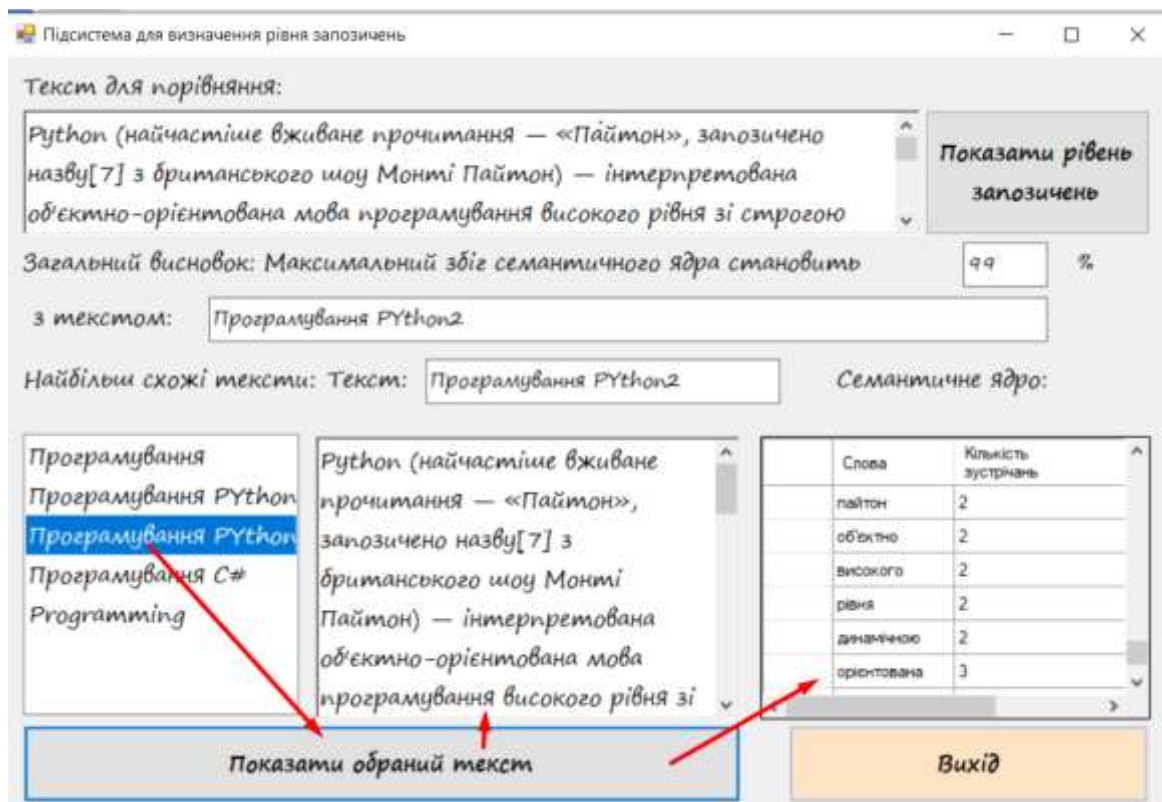 Підсистема для визначення рівня запозичень
Текст для порівняння:
Python (найчастіше вживане прочитання — «Па́йтон», запозичено
назву[7] з британського шоу Монті Пайтон) — інтерпретована
об'єктно-орієнтована мова програмування високого рівня зі строгою
Показати рівень
запозичень
Загальний висновок: Максимальний збіг семантичного ядра становить
99 %
з текстом: Програмування PYthon2
Найбільш схожі тексти: Текст: Програмування PYthon2 Семантичне ядро:
Програмування
Програмування PYthon
Програмування PYthon
Програмування C#
Programming
Python (найчастіше вживане
прочитання — «Пайтон»,
запозичено назву[7] з
британського шоу Монті
Пайтон) — інтерпретована
об'єктно-орієнтована мова
програмування високого рівня зі
Слова Кількість
зустрічань
пайтон 2
об'єктно 2
високого 2
рівня 2
динамічною 2
орієнтована 3
Показати обраний текст
Вихід